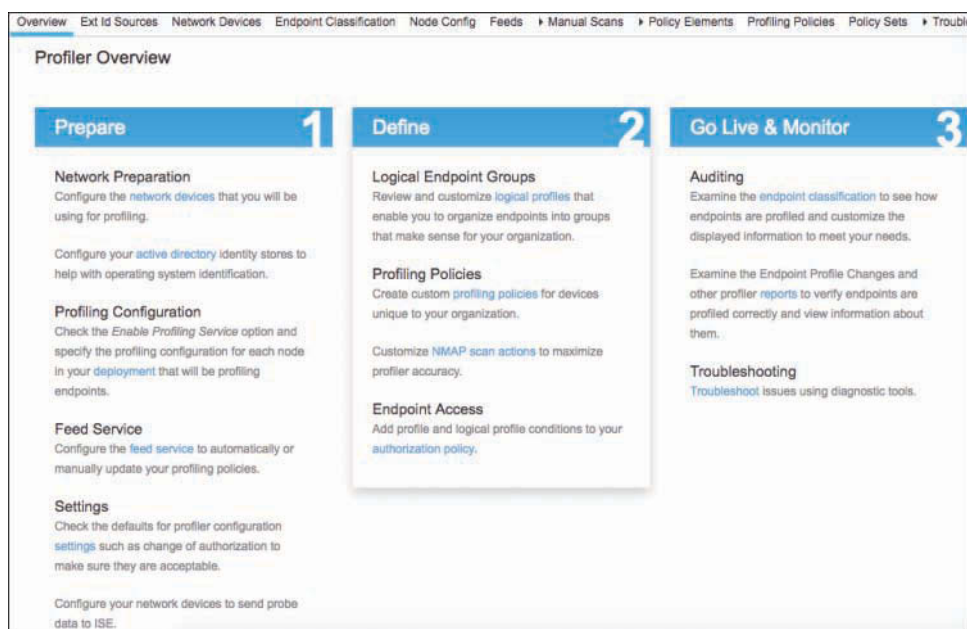 Overview Ext Id Sources Network Devices Endpoint Classification Node Config Feeds Manual Scans Policy Elements Profiling Policies Policy Sets Troubl
Profiler Overview
Prepare 1
Network Preparation
Configure the network devices that you will be
using for profiling.
Configure your active directory identity stores to
help with operating system identification.
Profiling Configuration
Check the Enable Profiling Service option and
specify the profiling configuration for each node
in your deployment that will be profiling
endpoints.
Feed Service
Configure the feed service to automatically or
manually update your profiling policies.
Settings
Check the defaults for profiler configuration
settings such as change of authorization to
make sure they are acceptable.
Configure your network devices to send probe
data to ISE.
Define 2
Logical Endpoint Groups
Review and customize logical profiles that
enable you to organize endpoints into groups
that make sense for your organization.
Profiling Policies
Create custom profiling policies for devices
unique to your organization.
Customize NMAP scan actions to maximize
profiler accuracy.
Endpoint Access
Add profile and logical profile conditions to your
authorization policy.
Go Live & Monitor 3
Auditing
Examine the endpoint classification to see how
endpoints are profiled and customize the
displayed information to meet your needs.
Examine the Endpoint Profile Changes and
other profiler reports to verify endpoints are
profiled correctly and view information about
them.
Troubleshooting
Troubleshoot issues using diagnostic tools.